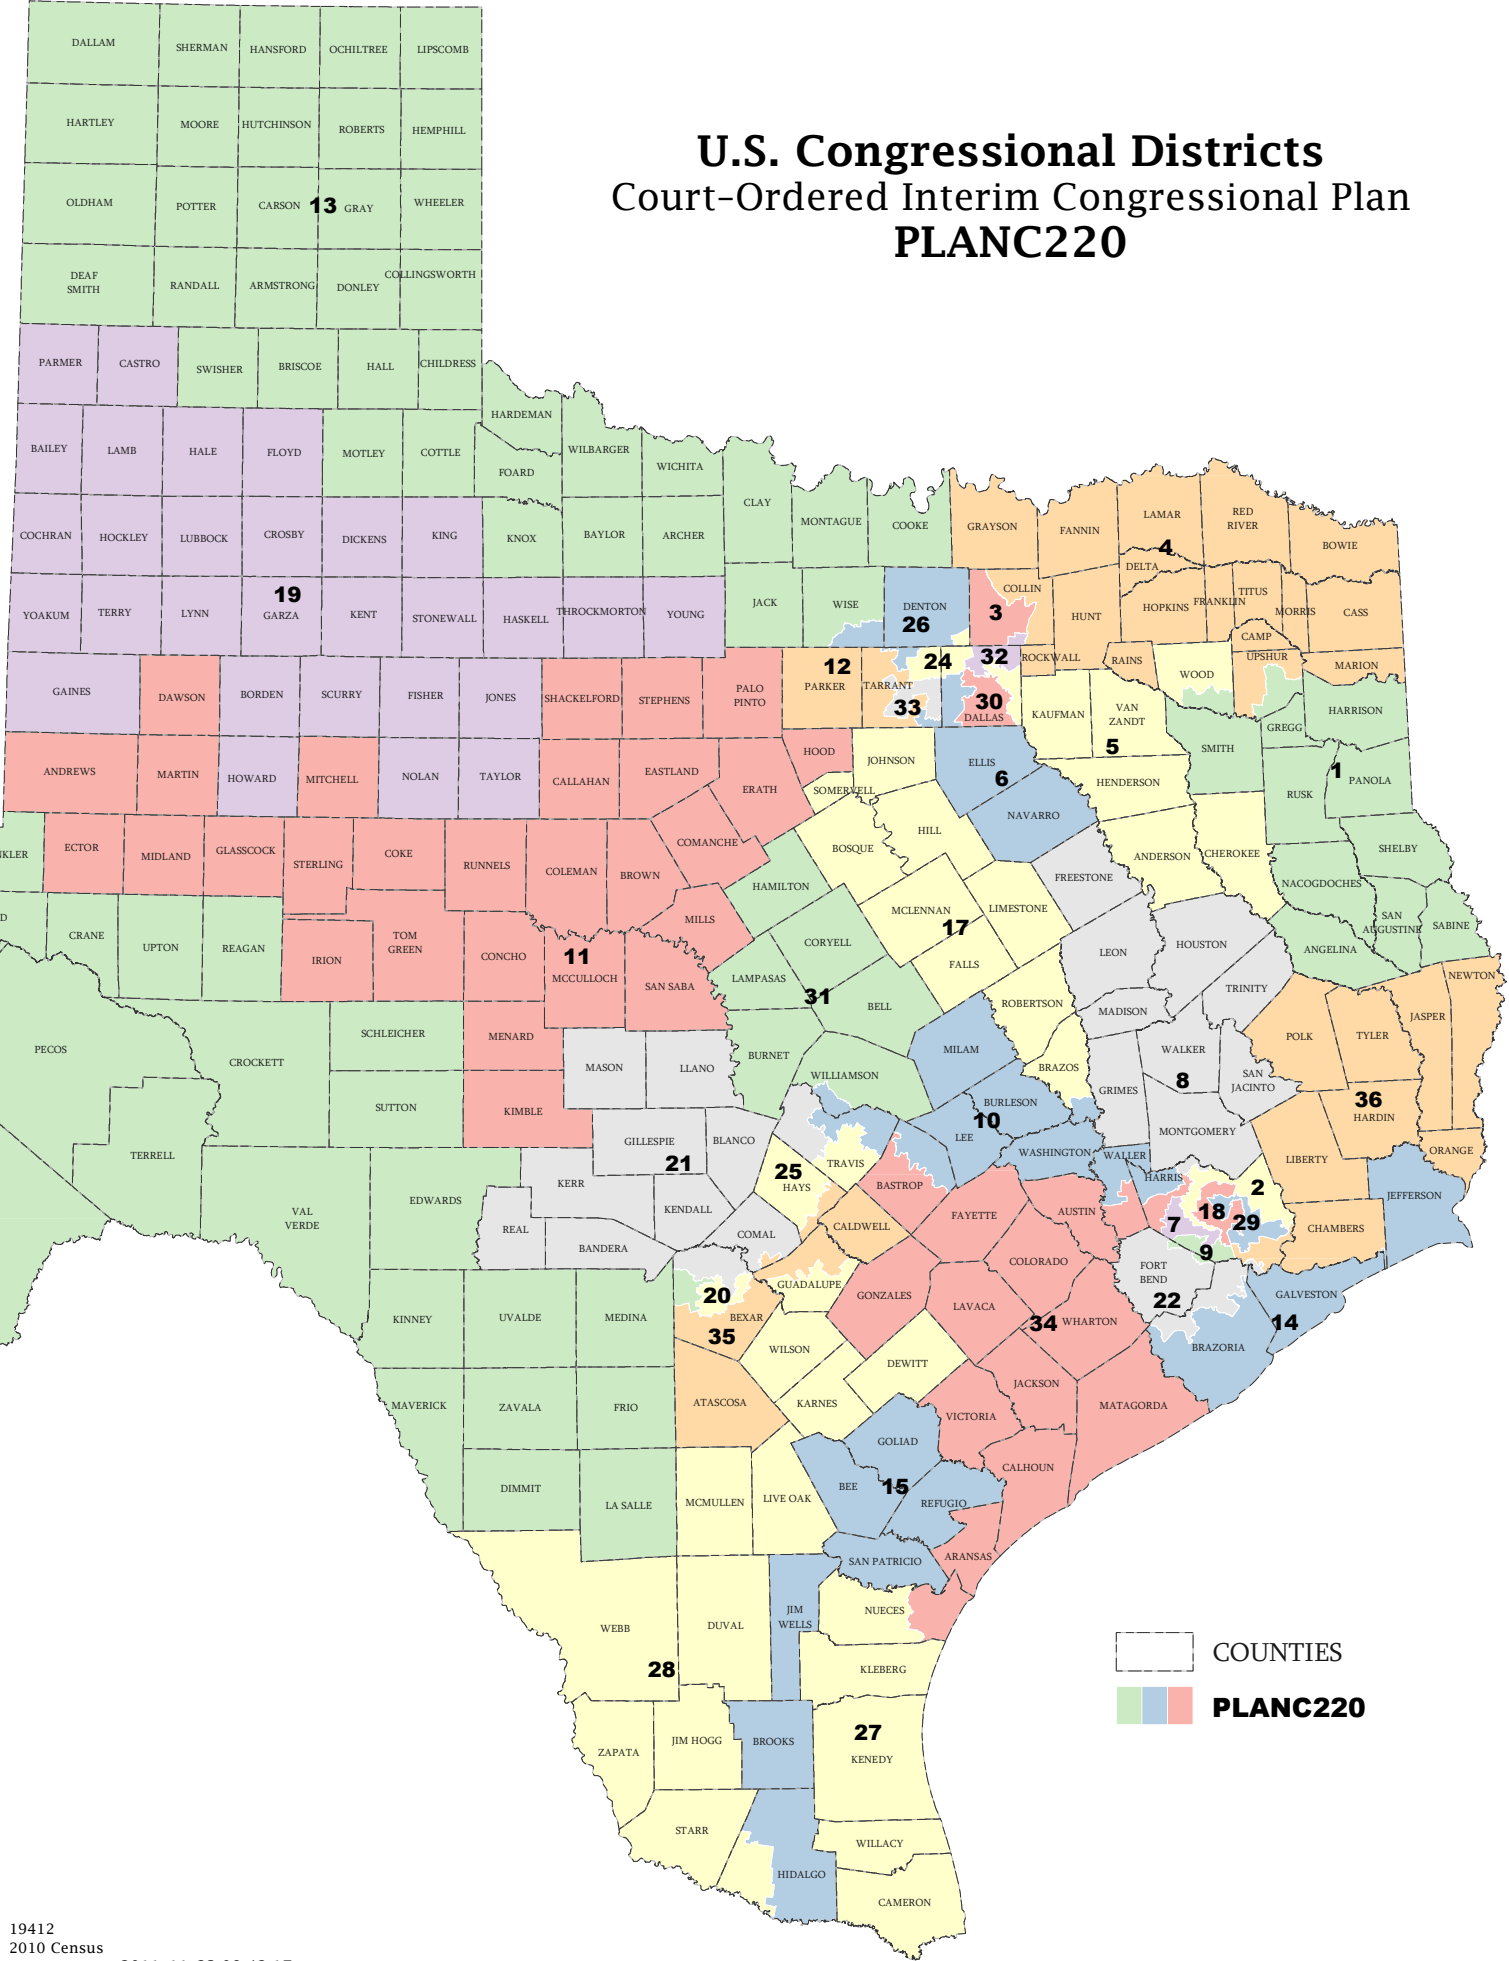 U.S. Congressional Districts
Court-Ordered Interim Congressional Plan
PLANC220
DALLAM SHERMAN HANSFORD OCHILTREE LIPSCOMB
HARTLEY MOORE HUTCHINSON ROBERTS HEMPHILL
OLDHAM POTTER CARSON 13 GRAY WHEELER
DEAF
SMITH RANDALL ARMSTRONG DONLEY COLLINGSWORTH
PARMER CASTRO SWISHER BRISCOE HALL CHILDRESS
HARDEMAN
BAILEY LAMB HALE FLOYD MOTLEY COTTLE FOARD WILBARGER WICHITA
CLAY MONTAGUE COOKE GRAYSON FANNIN LAMAR RED
RIVER BOWIE
COCHRAN HOCKLEY LUBBOCK CROSBY DICKENS KING KNOX BAYLOR ARCHER
4
DELTA
19
YOAKUM TERRY LYNN GARZA KENT STONEWALL HASKELL THROCKMORTON YOUNG JACK WISE DENTON
26 3 COLLIN HUNT HOPKINS FRANKLIN TITUS MORRIS CASS
CAMP
GAINES DAWSON BORDEN SCURRY FISHER JONES SHACKELFORD STEPHENS PALO
PINTO 12
PARKER TARRANT 24 32 ROCKWALL RAINS WOOD UPSHUR MARION
33 30
DALLAS KAUFMAN VAN
ZANDT
5 SMITH GREGG HARRISON
ANDREWS MARTIN HOWARD MITCHELL NOLAN TAYLOR CALLAHAN EASTLAND ERATH HOOD JOHNSON ELLIS 6 HENDERSON RUSK 1 PANOLA
SOMERVELL NAVARRO
KLER ECTOR MIDLAND GLASSCOCK STERLING COKE RUNNELS COLEMAN BROWN COMANCHE BOSQUE HILL FREESTONE ANDERSON CHEROKEE NACOGDOCHES SHELBY
HAMILTON
D CRANE UPTON REAGAN IRION TOM
GREEN CONCHO 11
MCCULLOCH MILLS SAN SABA CORYELL MCLENNAN LIMESTONE 17 LEON HOUSTON ANGELINA SAN
AUGUSTINE SABINE
LAMPASAS 31 BELL FALLS ROBERTSON MADISON TRINITY NEWTON
POLK TYLER JASPER
PECOS CROCKETT SCHLEICHER MENARD MASON LLANO BURNET WILLIAMSON MILAM BRAZOS GRIMES WALKER 8 SAN
JACINTO 36
HARDIN
SUTTON KIMBLE BURLESON 10 LEE MONTGOMERY
TERRELL GILLESPIE BLANCO 21 25
HAYS TRAVIS WASHINGTON WALLER LIBERTY ORANGE
VAL
VERDE EDWARDS KERR KENDALL BASTROP HARRIS 2 JEFFERSON
REAL BANDERA COMAL CALDWELL FAYETTE AUSTIN 7 18 29 CHAMBERS
9
COLORADO FORT
BEND
22
KINNEY UVALDE MEDINA 20 BEXAR
35 GUADALUPE GONZALES LAVACA 34 WHARTON GALVESTON
14
BRAZORIA
WILSON DEWITT
MAVERICK ZAVALA FRIO ATASCOSA KARNES VICTORIA JACKSON MATAGORDA
GOLIAD
DIMMIT LA SALLE MCMULLEN LIVE OAK BEE 15 REFUGIO CALHOUN
SAN PATRICIO ARANSAS
WEBB DUVAL JIM
WELLS NUECES
28 KLEBERG
ZAPATA JIM HOGG BROOKS 27
KENEDY
STARR HIDALGO WILLACY
CAMERON
COUNTIES
PLANC220
19412
2010 Census